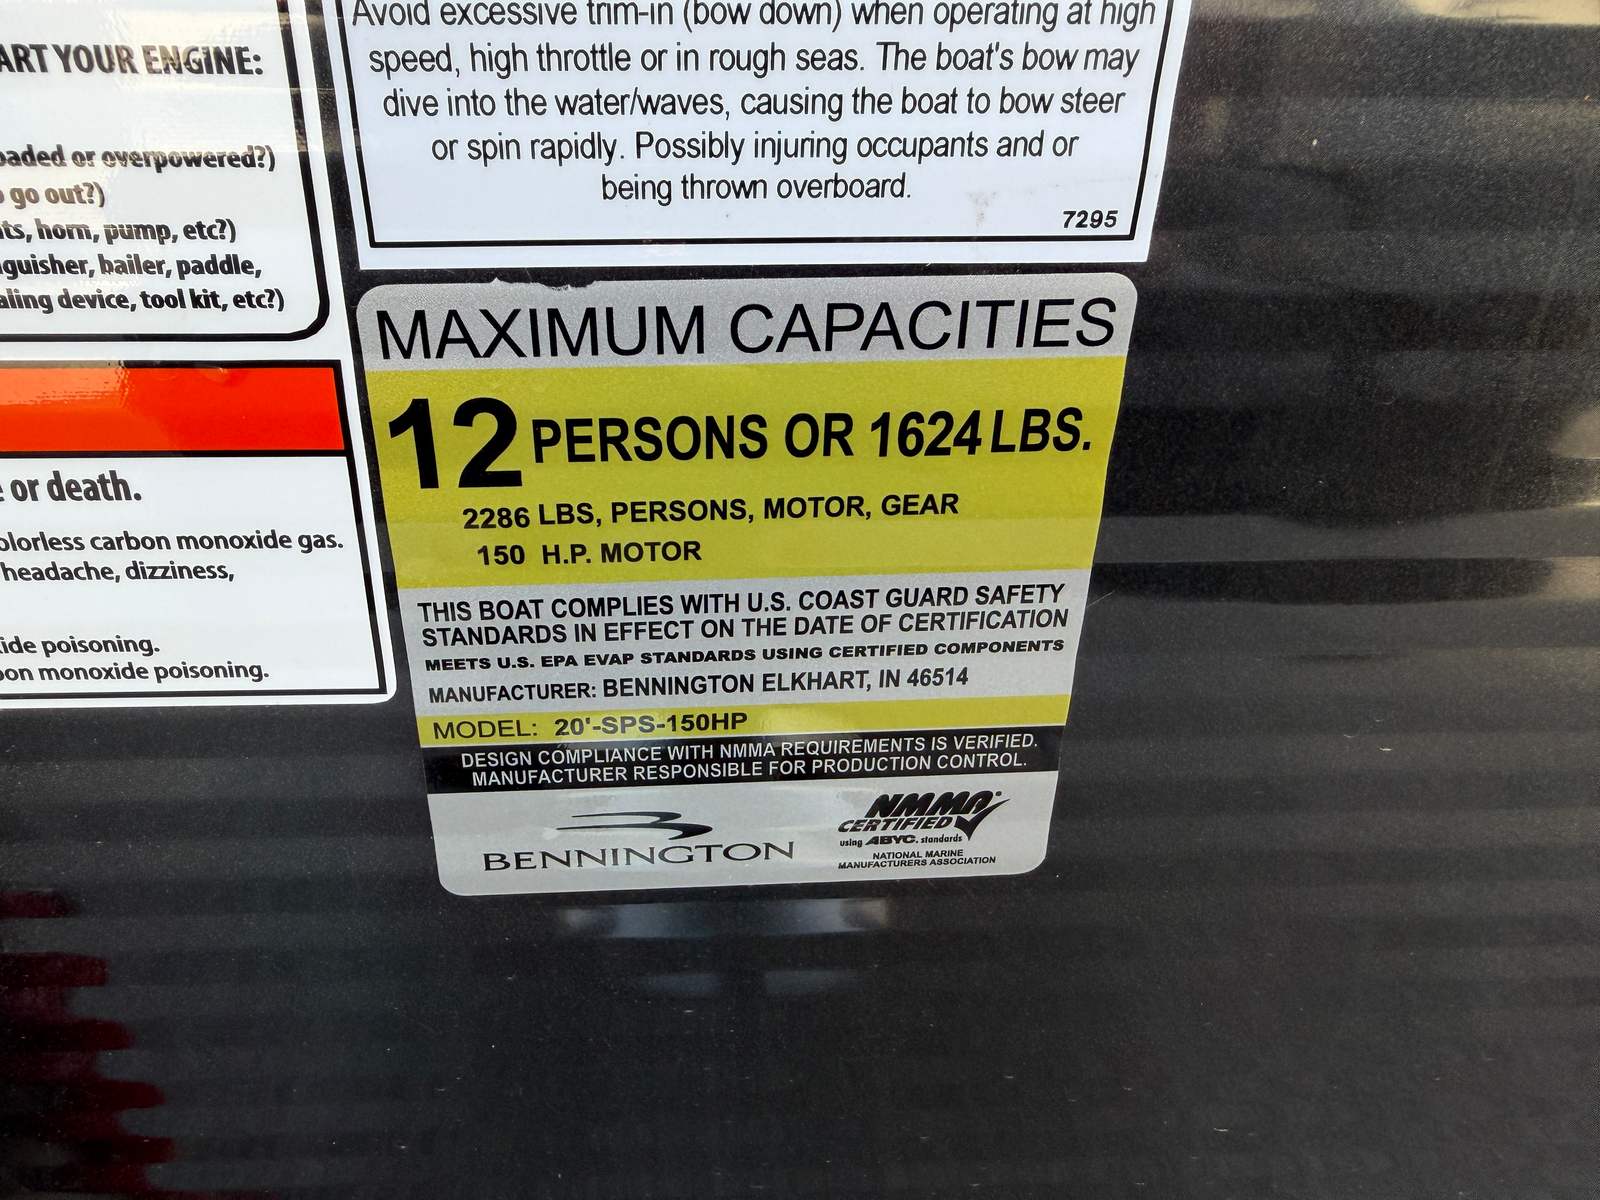 ART YOUR ENGINE:
oaded or overpowered?)
go out?)
ts, horn, pump, etc?)
guisher, bailer, paddle,
aling device, tool kit, etc?)
or death.
olorless carbon monoxide gas.
headache, dizziness,
ide poisoning.
on monoxide poisoning.
Avoid excessive trim-in (bow down) when operating at high
speed, high throttle or in rough seas. The boat's bow may
dive into the water/waves, causing the boat to bow steer
or spin rapidly. Possibly injuring occupants and or
being thrown overboard.
7295
MAXIMUM CAPACITIES
12 PERSONS OR 1624 LBS.
2286 LBS, PERSONS, MOTOR, GEAR
150 H.P. MOTOR
THIS BOAT COMPLIES WITH U.S. COAST GUARD SAFETY
STANDARDS IN EFFECT ON THE DATE OF CERTIFICATION
MEETS U.S. EPA EVAP STANDARDS USING CERTIFIED COMPONENTS
MANUFACTURER: BENNINGTON ELKHART, IN 46514
MODEL: 20'-SPS-150HP
DESIGN COMPLIANCE WITH NMMA REQUIREMENTS IS VERIFIED.
MANUFACTURER RESPONSIBLE FOR PRODUCTION CONTROL.
BENNINGTON
NMMA
CERTIFIED
using ABYC. standards
NATIONAL MARINE
MANUFACTURERS ASSOCIATION